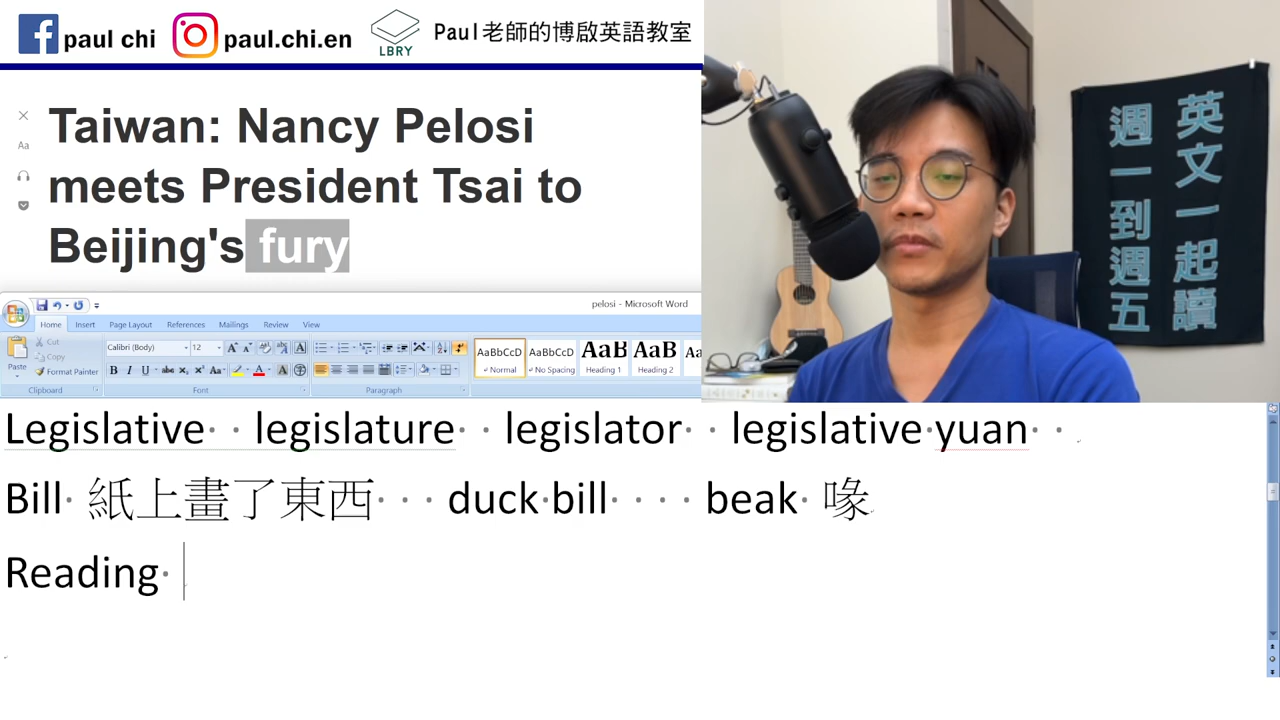 paul chi
paul.chi.en
LBRY
Paul老師的博啟英語教室
Taiwan: Nancy Pelosi
meets President Tsai to
Beijing's fury
Aa
pelosi - Microsoft Word
Home Insert Page Layout References Mailings Review View
Paste
Cut
Copy
Format Painter
Calibri (Body) 12
AaBbCcD AaBbCcD AaBb AaBb Aa
Normal No Spacing Heading 1 Heading 2
Clipboard Font Paragraph
英文一起讀
週一到週五
Legislative legislature legislator legislative yuan
Bill 紙上畫了東西 duck bill beak 喙
Reading